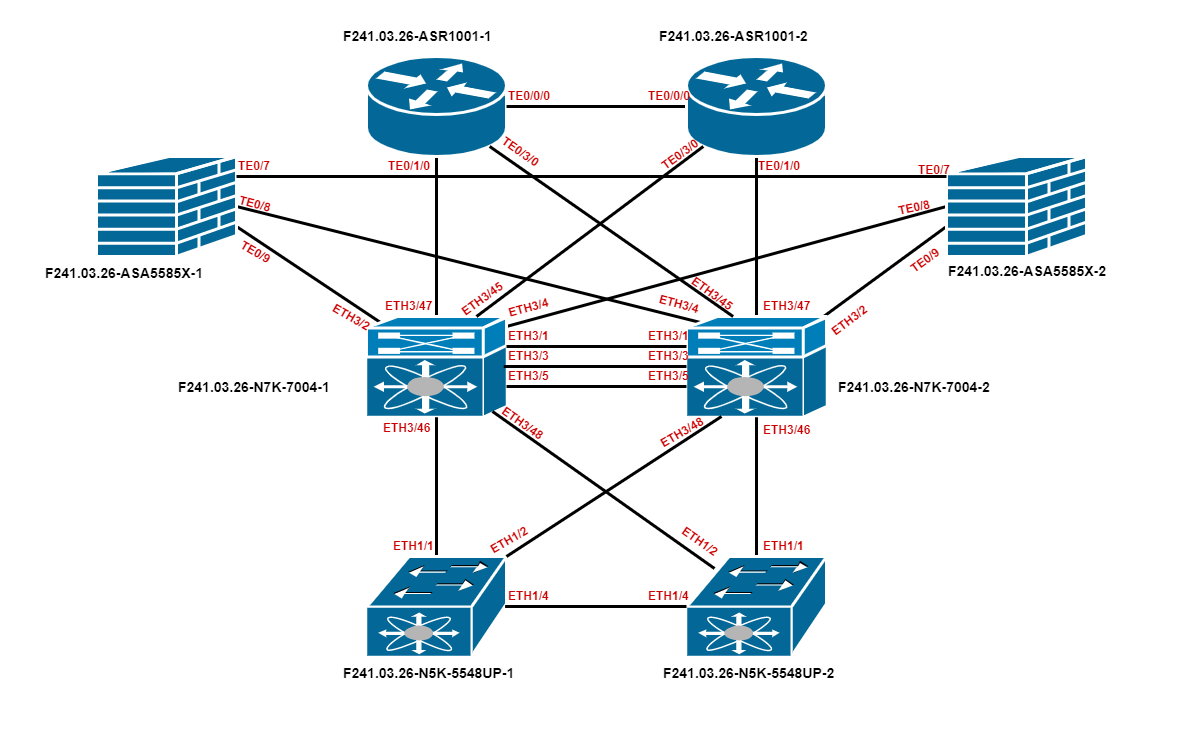 F241.03.26-ASR1001-1
F241.03.26-ASR1001-2
TE0/0/0
TE0/0/0
TE0/3/0
TE0/3/0
TE0/7
TE0/1/0
TE0/1/0
TE0/7
TE0/8
TE0/8
TE0/9
TE0/9
F241.03.26-ASA5585X-1
F241.03.26-ASA5585X-2
ETH3/47
ETH3/45
ETH3/45
ETH3/47
ETH3/2
ETH3/4
ETH3/4
ETH3/2
ETH3/1
ETH3/1
ETH3/3
ETH3/3
ETH3/5
ETH3/5
F241.03.26-N7K-7004-1
F241.03.26-N7K-7004-2
ETH3/46
ETH3/48
ETH3/48
ETH3/46
ETH1/1
ETH1/2
ETH1/2
ETH1/1
ETH1/4
ETH1/4
F241.03.26-N5K-5548UP-1
F241.03.26-N5K-5548UP-2